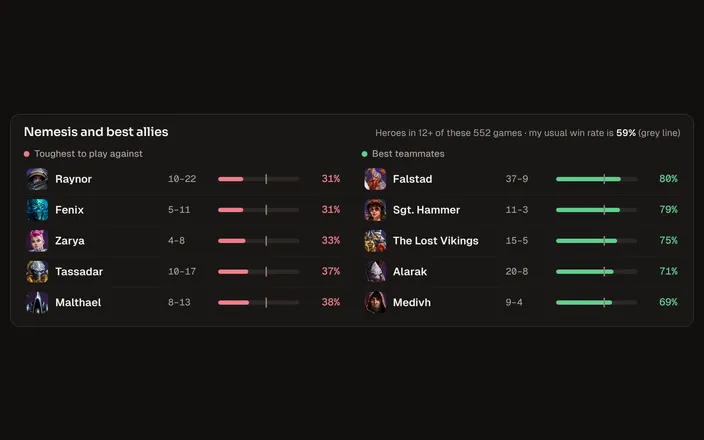 Nemesis and best allies
Heroes in 12+ of these 552 games · my usual win rate is 59% (grey line)
Toughest to play against
Raynor 10–22 31%
Fenix 5–11 31%
Zarya 4–8 33%
Tassadar 10–17 37%
Malthael 8–13 38%
Best teammates
Falstad 37–9 80%
Sgt. Hammer 11–3 79%
The Lost Vikings 15–5 75%
Alarak 20–8 71%
Medivh 9–4 69%